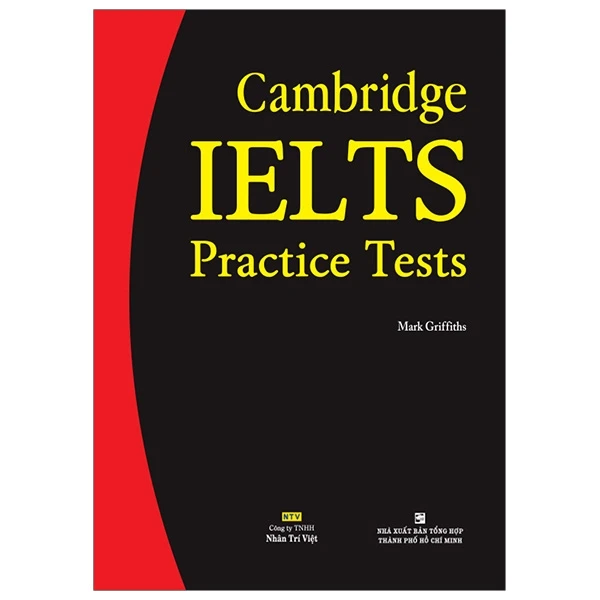 Cambridge
IELTS
Practice Tests
Mark Griffiths
NTV
Công ty TNHH
Nhân Trí Việt
NHÀ XUẤT BẢN TỔNG HỢP
THÀNH PHỐ HỒ CHÍ MINH